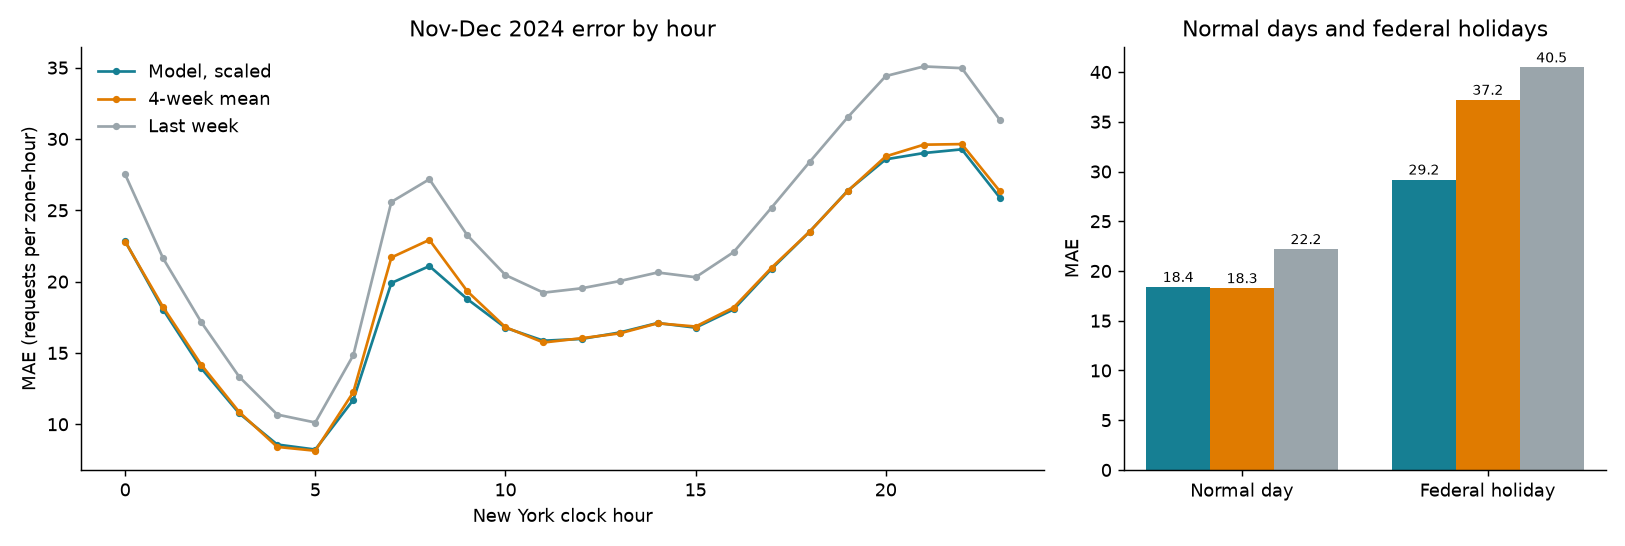 Nov-Dec 2024 error by hour
Model, scaled
4-week mean
Last week
MAE (requests per zone-hour)
35
30
25
20
15
10
0
5
10
15
20
New York clock hour
Normal days and federal holidays
MAE
40
35
30
25
20
15
10
5
0
18.4
18.3
22.2
29.2
37.2
40.5
Normal day
Federal holiday